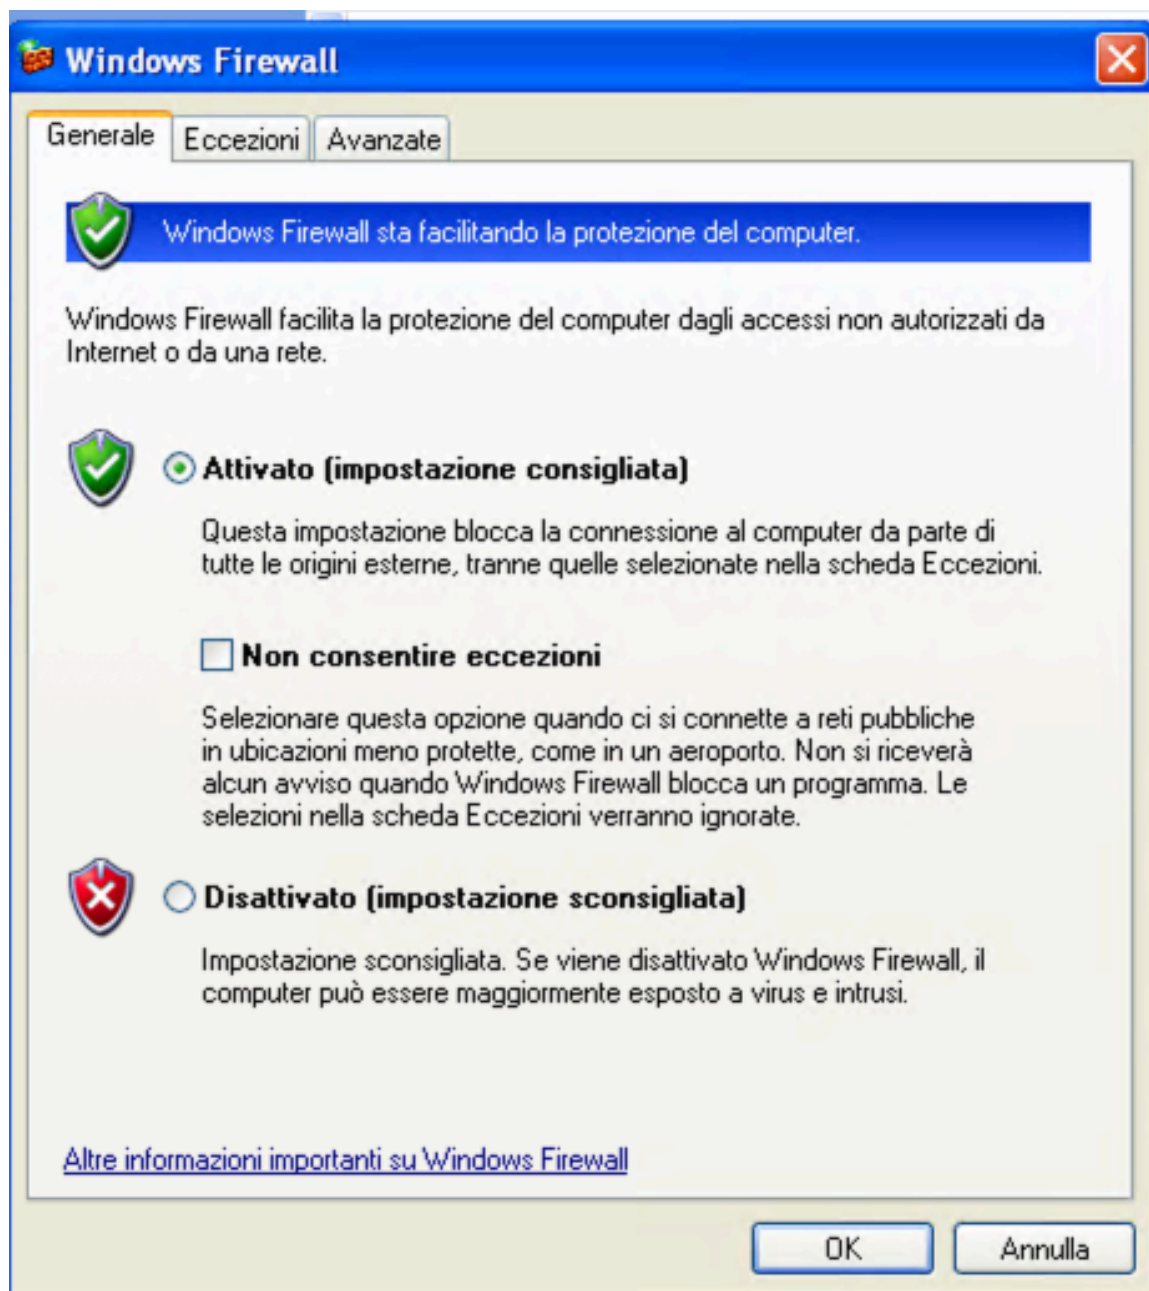 Windows Firewall
Generale Eccezioni Avanzate
Windows Firewall sta facilitando la protezione del computer.
Windows Firewall facilita la protezione del computer dagli accessi non autorizzati da
Internet o da una rete.
Attivato (impostazione consigliata)
Questa impostazione blocca la connessione al computer da parte di
tutte le origini esterne, tranne quelle selezionate nella scheda Eccezioni.
Non consentire eccezioni
Selezionare questa opzione quando ci si connette a reti pubbliche
in ubicazioni meno protette, come in un aeroporto. Non si riceverà
alcun avviso quando Windows Firewall blocca un programma. Le
selezioni nella scheda Eccezioni verranno ignorate.
Disattivato (impostazione sconsigliata)
Impostazione sconsigliata. Se viene disattivato Windows Firewall, il
computer può essere maggiormente esposto a virus e intrusi.
Altre informazioni importanti su Windows Firewall
OK Annulla